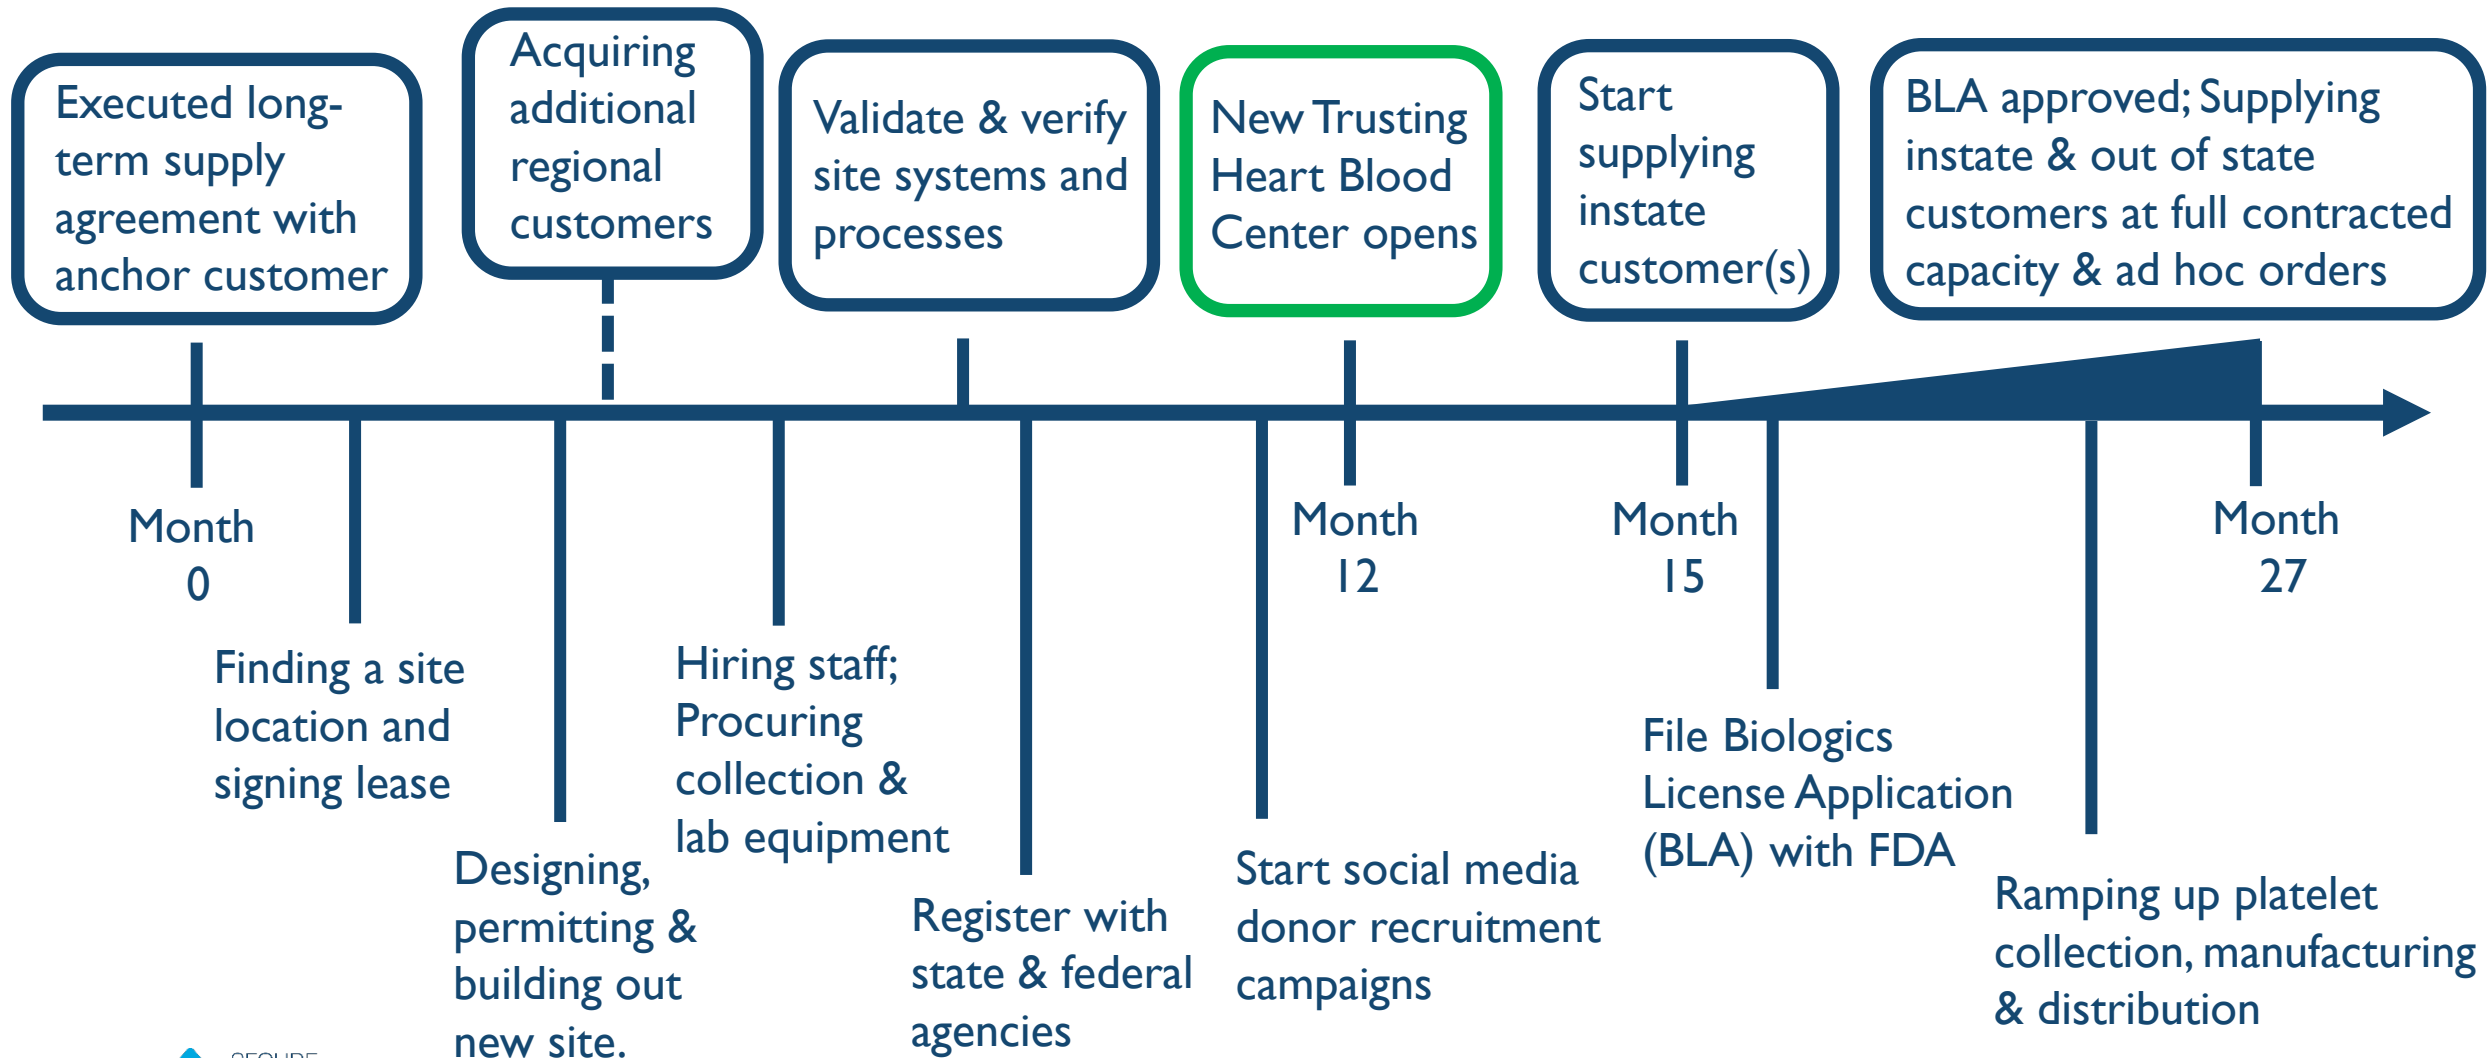 Executed long-
term supply
agreement with
anchor customer
Acquiring
additional
regional
customers
Validate & verify
site systems and
processes
New Trusting
Heart Blood
Center opens
Start
supplying
instate
customer(s)
BLA approved; Supplying
instate & out of state
customers at full contracted
capacity & ad hoc orders
Month
0
Month
12
Month
15
Month
27
Finding a site
location and
signing lease
Designing,
permitting &
building out
new site.
Hiring staff;
Procuring
collection &
lab equipment
Register with
state & federal
agencies
Start social media
donor recruitment
campaigns
File Biologics
License Application
(BLA) with FDA
Ramping up platelet
collection, manufacturing
& distribution